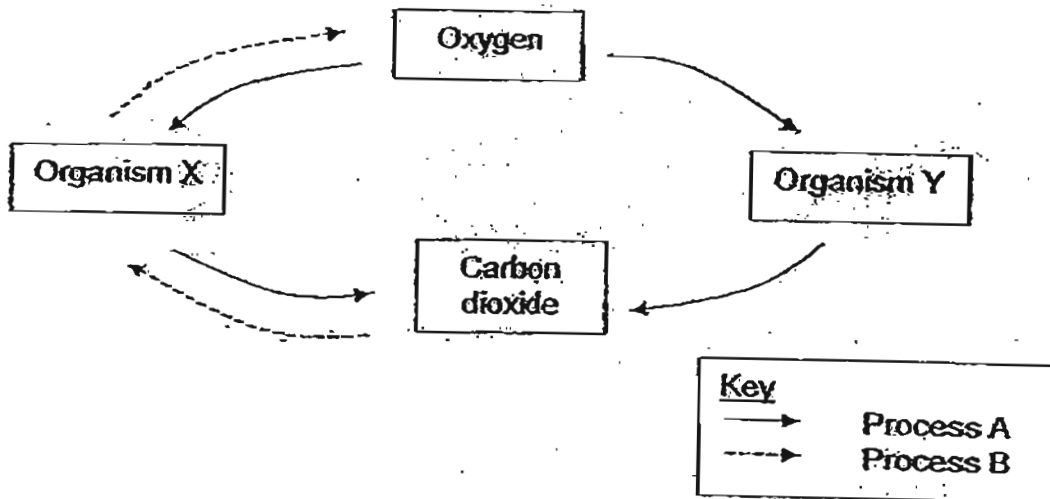 Oxygen
Organism X
Organism Y
Carbon
dioxide
Key
Process A
Process B